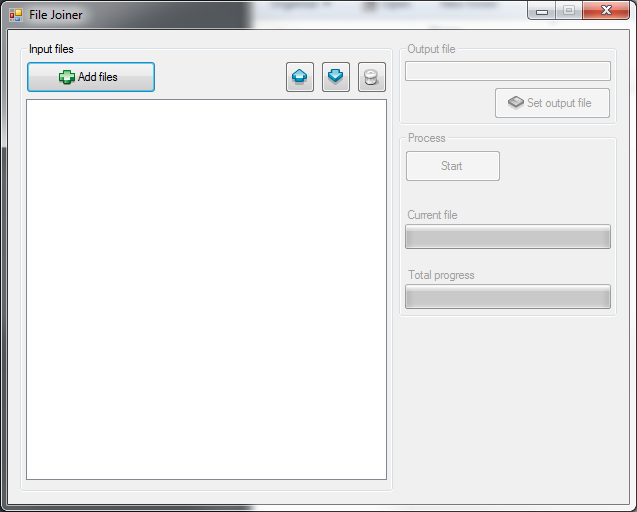 File Joiner
Input files
Add files
Output file
Set output file
Process
Start
Current file
Total progress